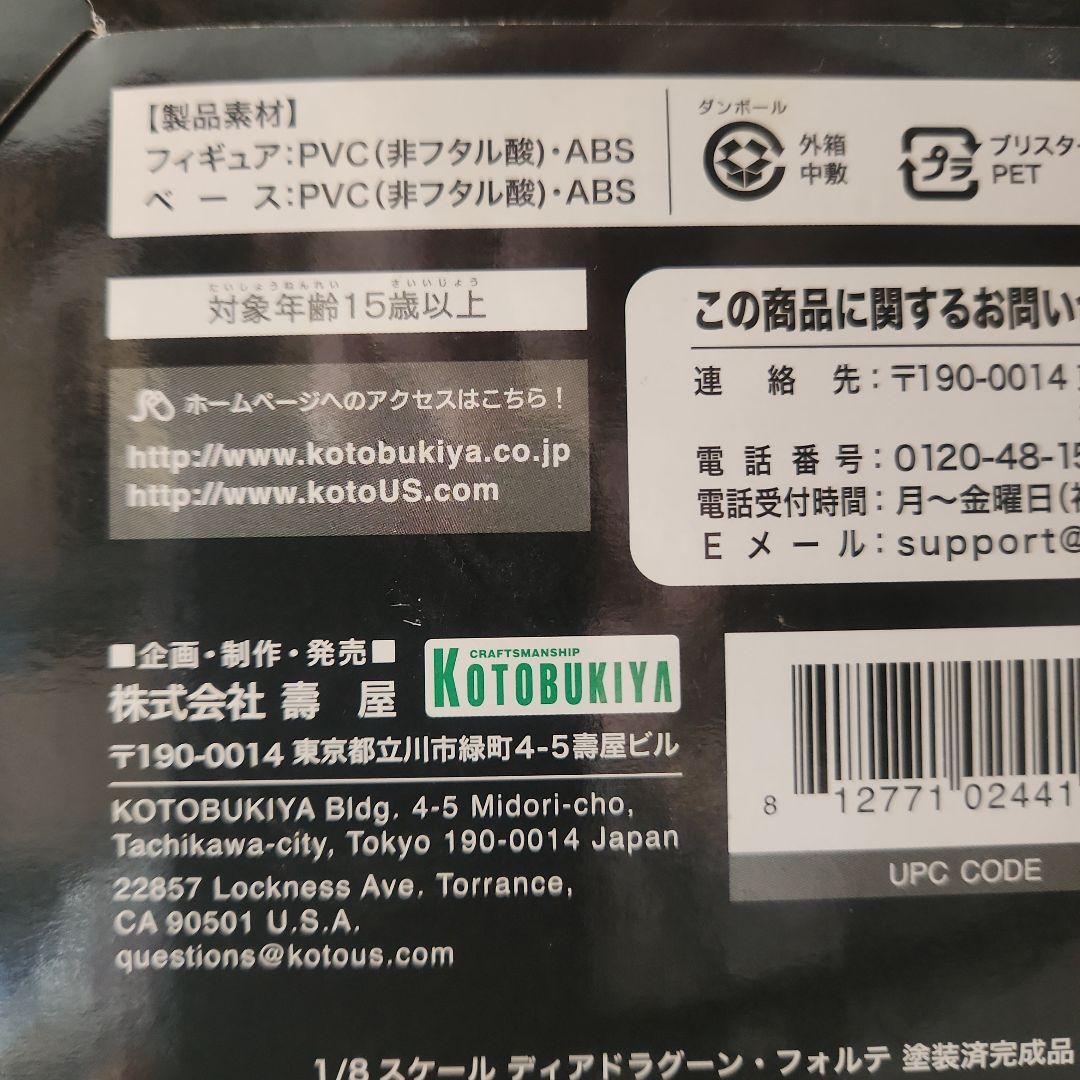 【製品素材】
フィギュア:PVC(非フタル酸)・ABS
ベース:PVC(非フタル酸)・ABS
ダンボール
外箱
中敷
プラ
ブリスター
PET
たいしょうねんれい さいいじょう
対象年齢15歳以上
ホームページへのアクセスはこちら!
http://www.kotobukiya.co.jp
http://www.kotoUS.com
この商品に関するお問い
連絡先:〒190-0014
電話番号:0120-48-15
電話受付時間:月~金曜日(祝
Eメール:support@
■企画・制作・発売■
株式会社 壽屋
CRAFTSMANSHIP
KOTOBUKIYA
〒190-0014 東京都立川市緑町4-5壽屋ビル
KOTOBUKIYA Bldg. 4-5 Midori-cho,
Tachikawa-city, Tokyo 190-0014 Japan
22857 Lockness Ave. Torrance,
CA 90501 U.S.A.
questions@kotous.com
8 12771 02441
UPC CODE
1/8 スケール ディアドラグーン・フォルテ 塗装済完成品